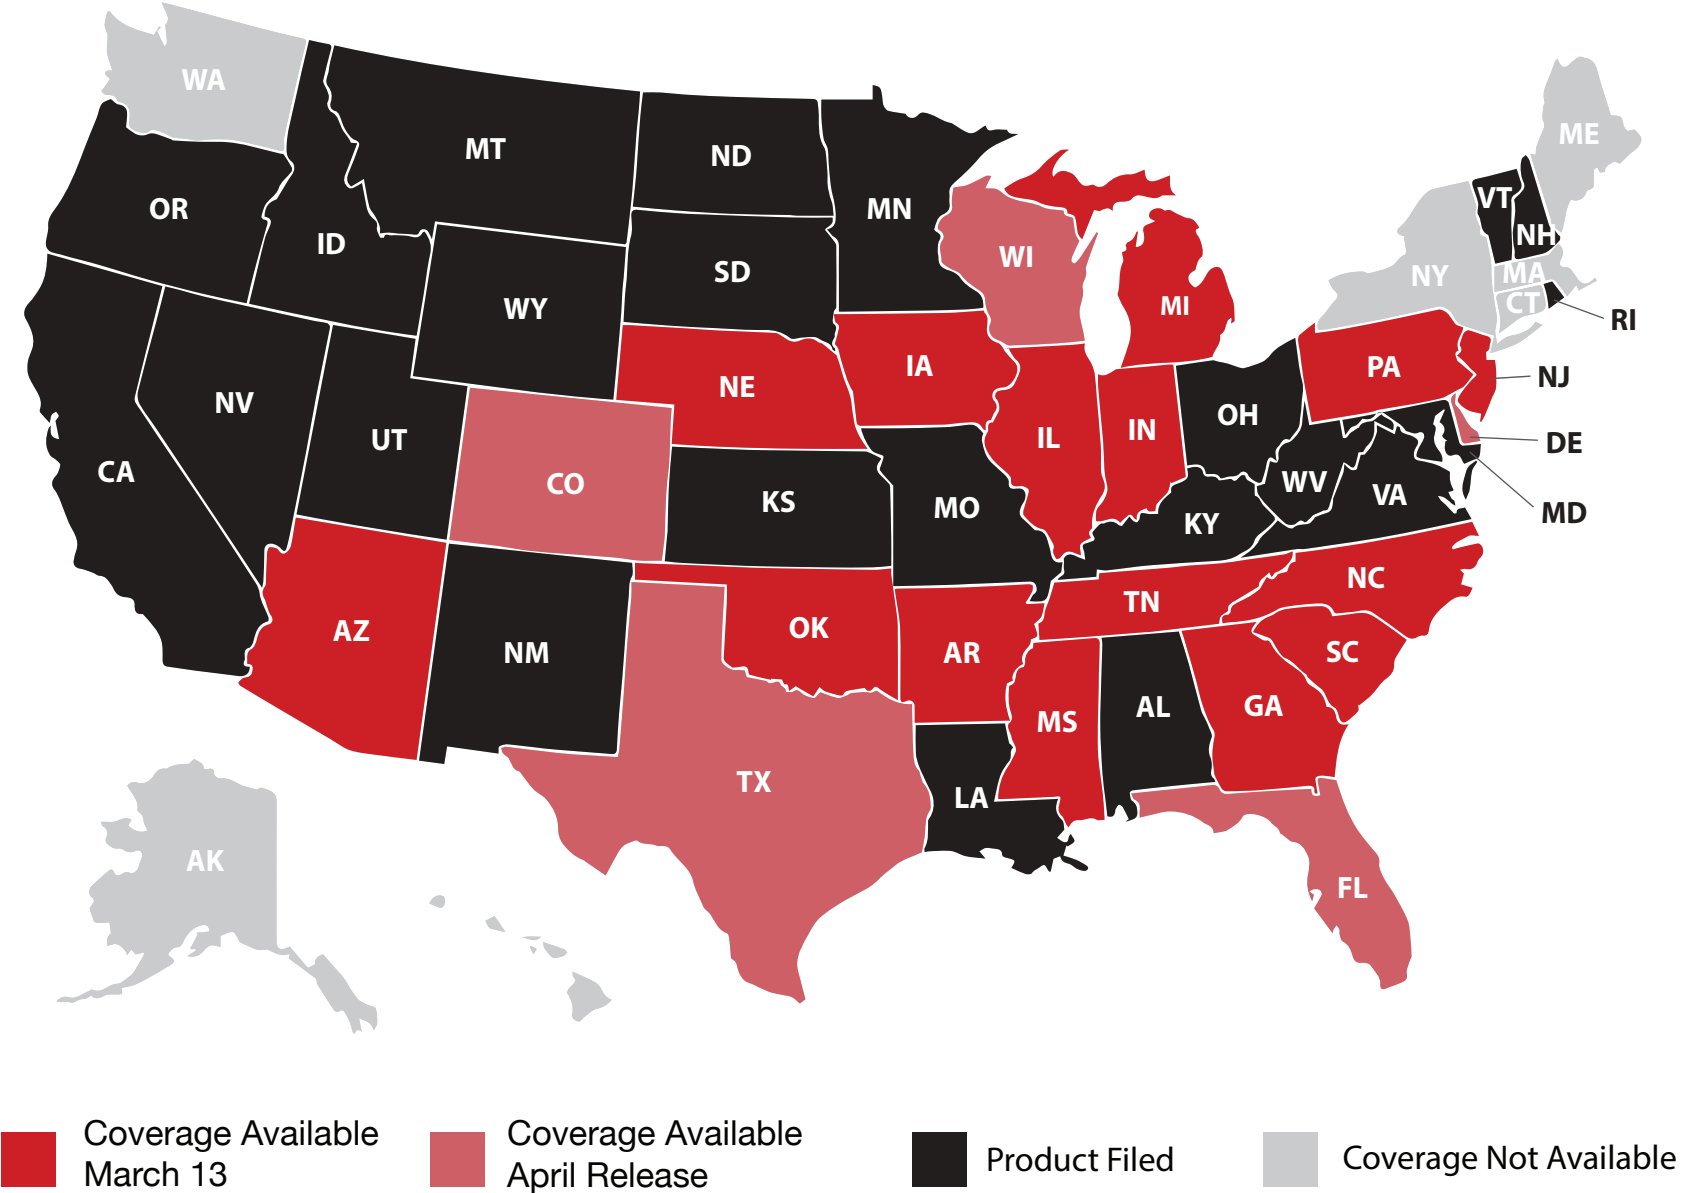 WA
MT
ND
MN
OR
ID
SD
WY
WI
MI
ME
VT
NH
NY
MA
CT
RI
NV
UT
CA
CO
NE
IA
KS
MO
IL
IN
OH
PA
NJ
DE
MD
WV
VA
KY
AZ
NM
OK
AR
TN
NC
SC
TX
LA
MS
AL
GA
FL
AK
Coverage Available
March 13
Coverage Available
April Release
Product Filed
Coverage Not Available